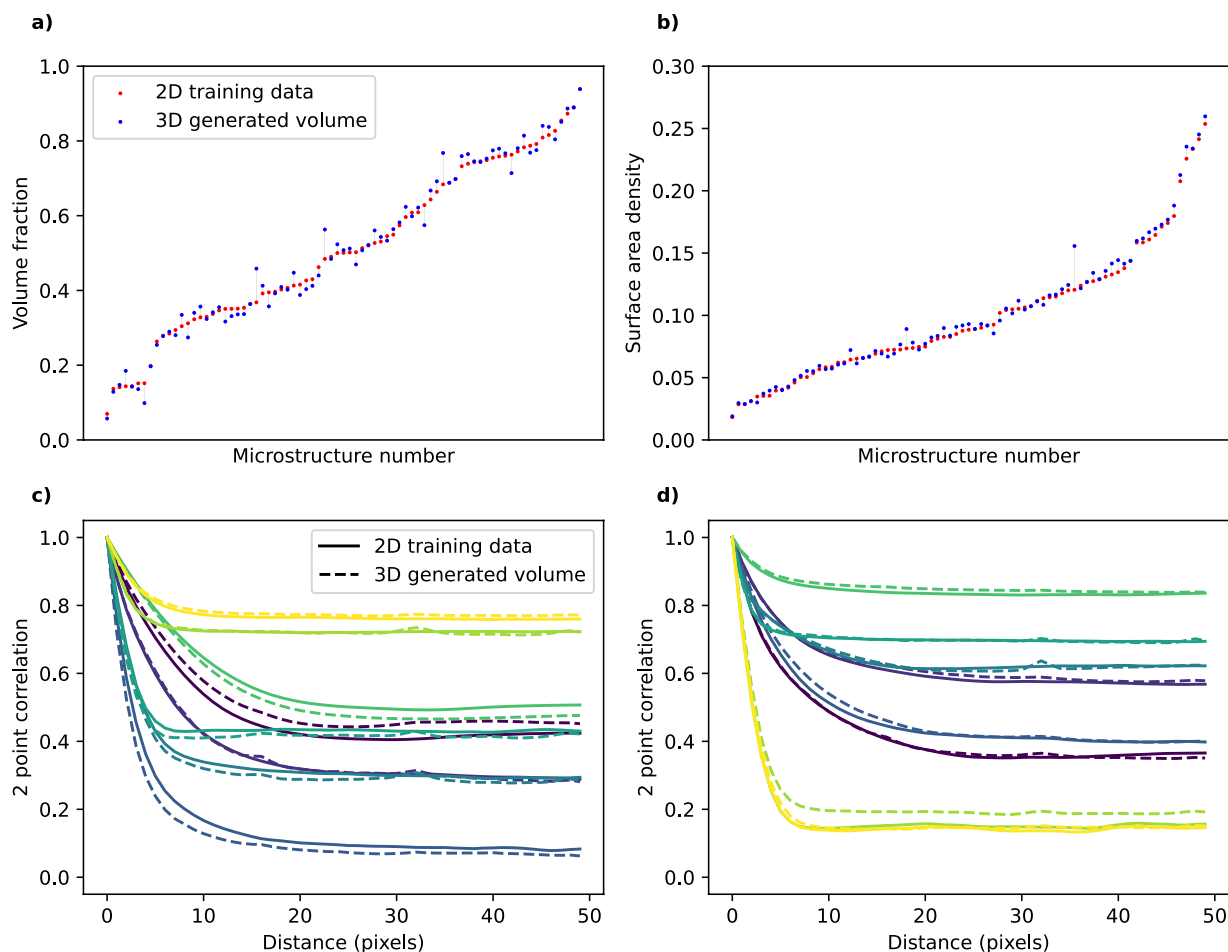 a)
1.0
0.8
0.6
0.4
0.2
0.0
Volume fraction
2D training data
3D generated volume
Microstructure number
b)
0.30
0.25
0.20
0.15
0.10
0.05
0.00
Surface area density
Microstructure number
c)
1.0
0.8
0.6
0.4
0.2
0.0
2 point correlation
2D training data
3D generated volume
0 10 20 30 40 50
Distance (pixels)
d)
1.0
0.8
0.6
0.4
0.2
0.0
2 point correlation
0 10 20 30 40 50
Distance (pixels)